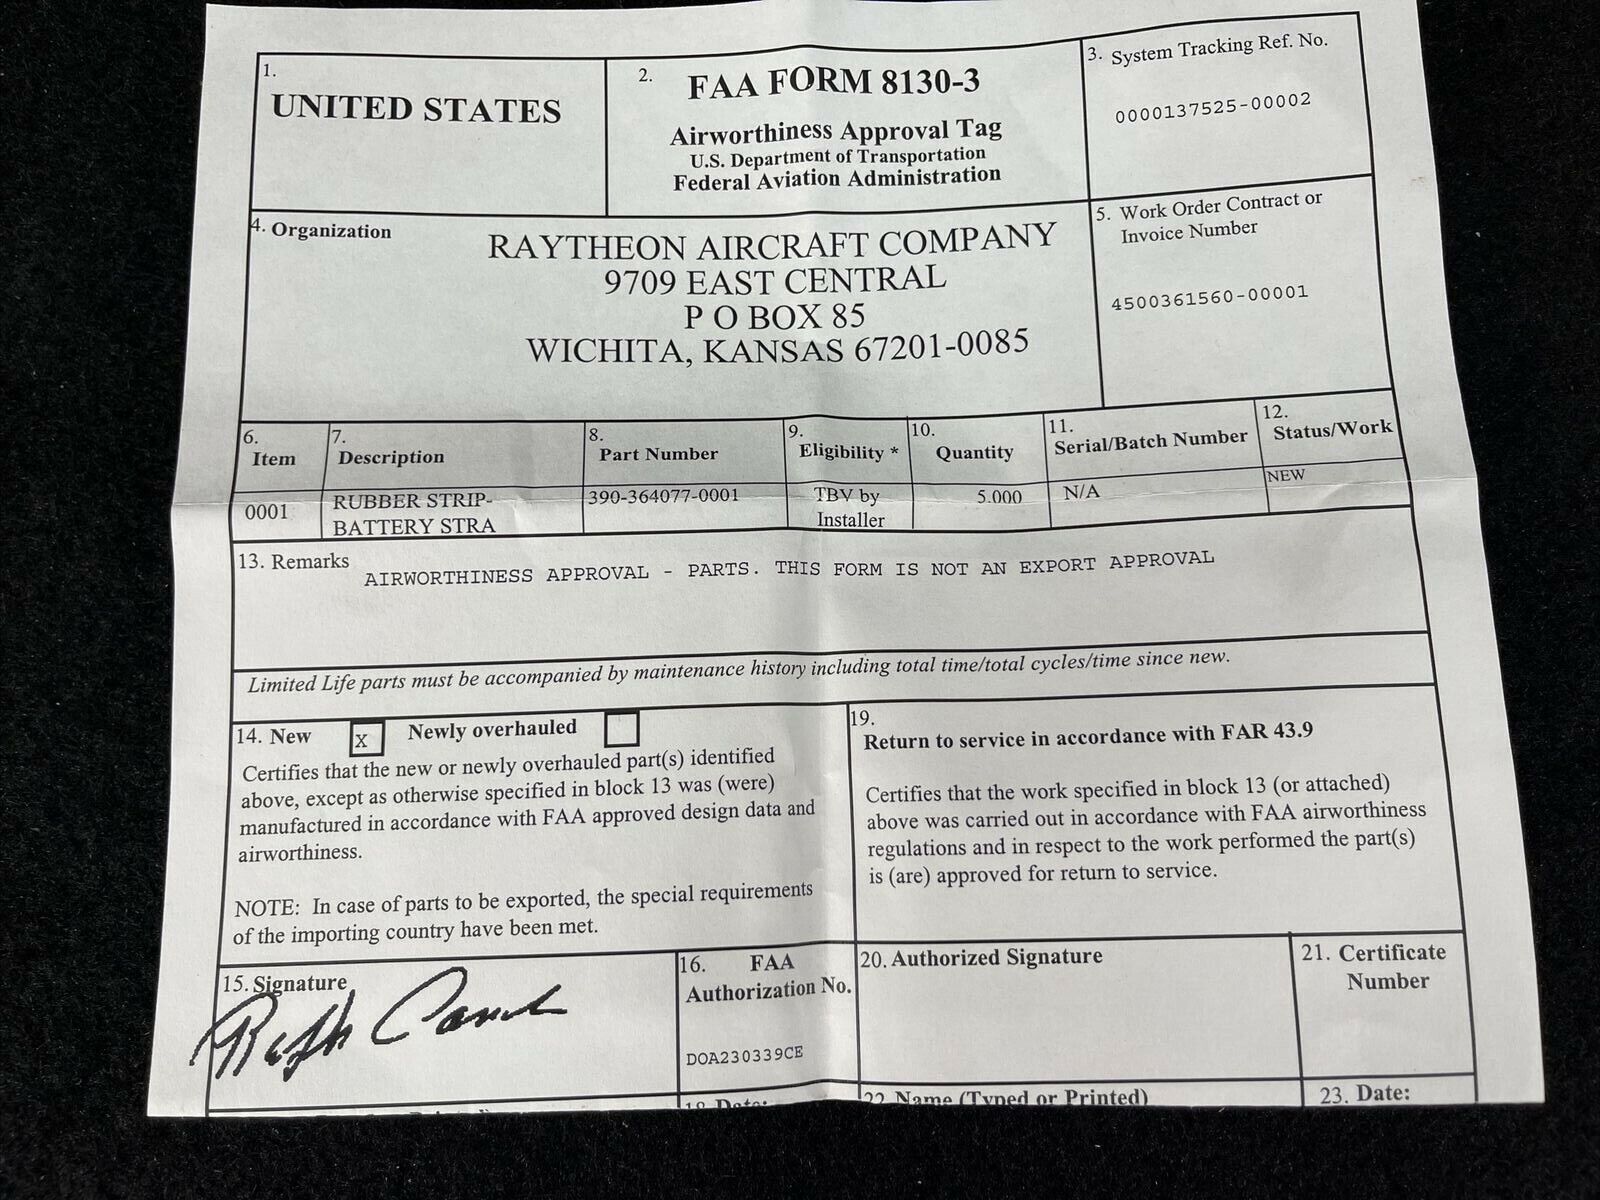 1.
UNITED STATES
2.
FAA FORM 8130-3
Airworthiness Approval Tag
U.S. Department of Transportation
Federal Aviation Administration
3. System Tracking Ref. No.
0000137525-00002
4. Organization
RAYTHEON AIRCRAFT COMPANY
9709 EAST CENTRAL
P O BOX 85
WICHITA, KANSAS 67201-0085
5. Work Order Contract or
Invoice Number
4500361560-00001
6.
Item
7.
Description
8.
Part Number
9.
Eligibility *
10.
Quantity
11.
Serial/Batch Number
12.
Status/Work
0001
RUBBER STRIP-
BATTERY STRA
390-364077-0001
TBV by
Installer
5.000
N/A
NEW
13. Remarks
AIRWORTHINESS APPROVAL - PARTS. THIS FORM IS NOT AN EXPORT APPROVAL
Limited Life parts must be accompanied by maintenance history including total time/total cycles/time since new.
14. New X Newly overhauled
Certifies that the new or newly overhauled part(s) identified
above, except as otherwise specified in block 13 was (were)
manufactured in accordance with FAA approved design data and
airworthiness.
NOTE: In case of parts to be exported, the special requirements
of the importing country have been met.
19.
Return to service in accordance with FAR 43.9
Certifies that the work specified in block 13 (or attached)
above was carried out in accordance with FAA airworthiness
regulations and in respect to the work performed the part(s)
is (are) approved for return to service.
15. Signature
Ralph
16. FAA
Authorization No.
DOA230339CE
20. Authorized Signature
21. Certificate
Number
18 Date:
22 Name (Typed or Printed)
23. Date: